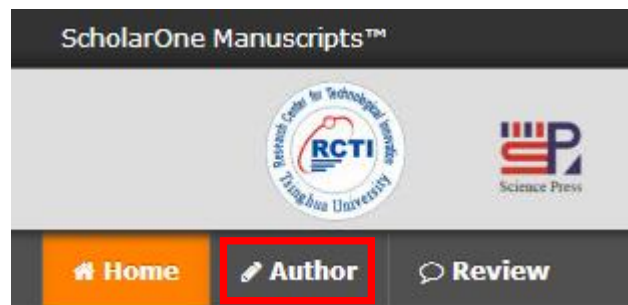 ScholarOne Manuscripts™
Research Center for Technological Innovation
RCTI
Tsinghua University
Science Press
Home
Author
Review